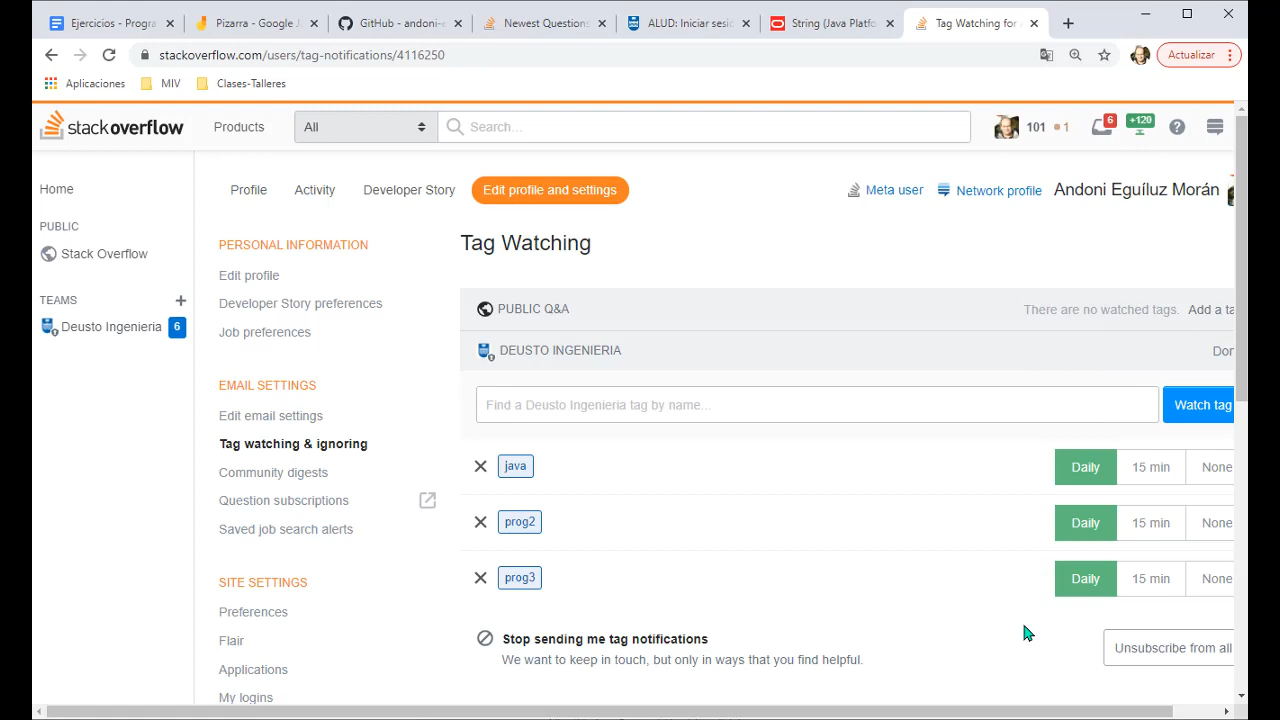 Ejercicios - Progra
Pizarra - Google J
GitHub - andoni-e
Newest Questions
ALUD: Iniciar sesi
String (Java Platfo
Tag Watching for
stackoverflow.com/users/tag-notifications/4116250
Actualizar
Aplicaciones
MIV
Clases-Talleres
stackoverflow
Products
All
Search...
101
1
6
+120
Home
PUBLIC
Stack Overflow
TEAMS
Deusto Ingenieria
6
Profile
Activity
Developer Story
Edit profile and settings
Meta user
Network profile
Andoni Eguíluz Morán
PERSONAL INFORMATION
Edit profile
Developer Story preferences
Job preferences
EMAIL SETTINGS
Edit email settings
Tag watching & ignoring
Community digests
Question subscriptions
Saved job search alerts
SITE SETTINGS
Preferences
Flair
Applications
My logins
Tag Watching
PUBLIC Q&A
There are no watched tags.
Add a ta
DEUSTO INGENIERIA
Don
Find a Deusto Ingenieria tag by name...
Watch tag
java
Daily
15 min
None
prog2
Daily
15 min
None
prog3
Daily
15 min
None
Stop sending me tag notifications
We want to keep in touch, but only in ways that you find helpful.
Unsubscribe from all